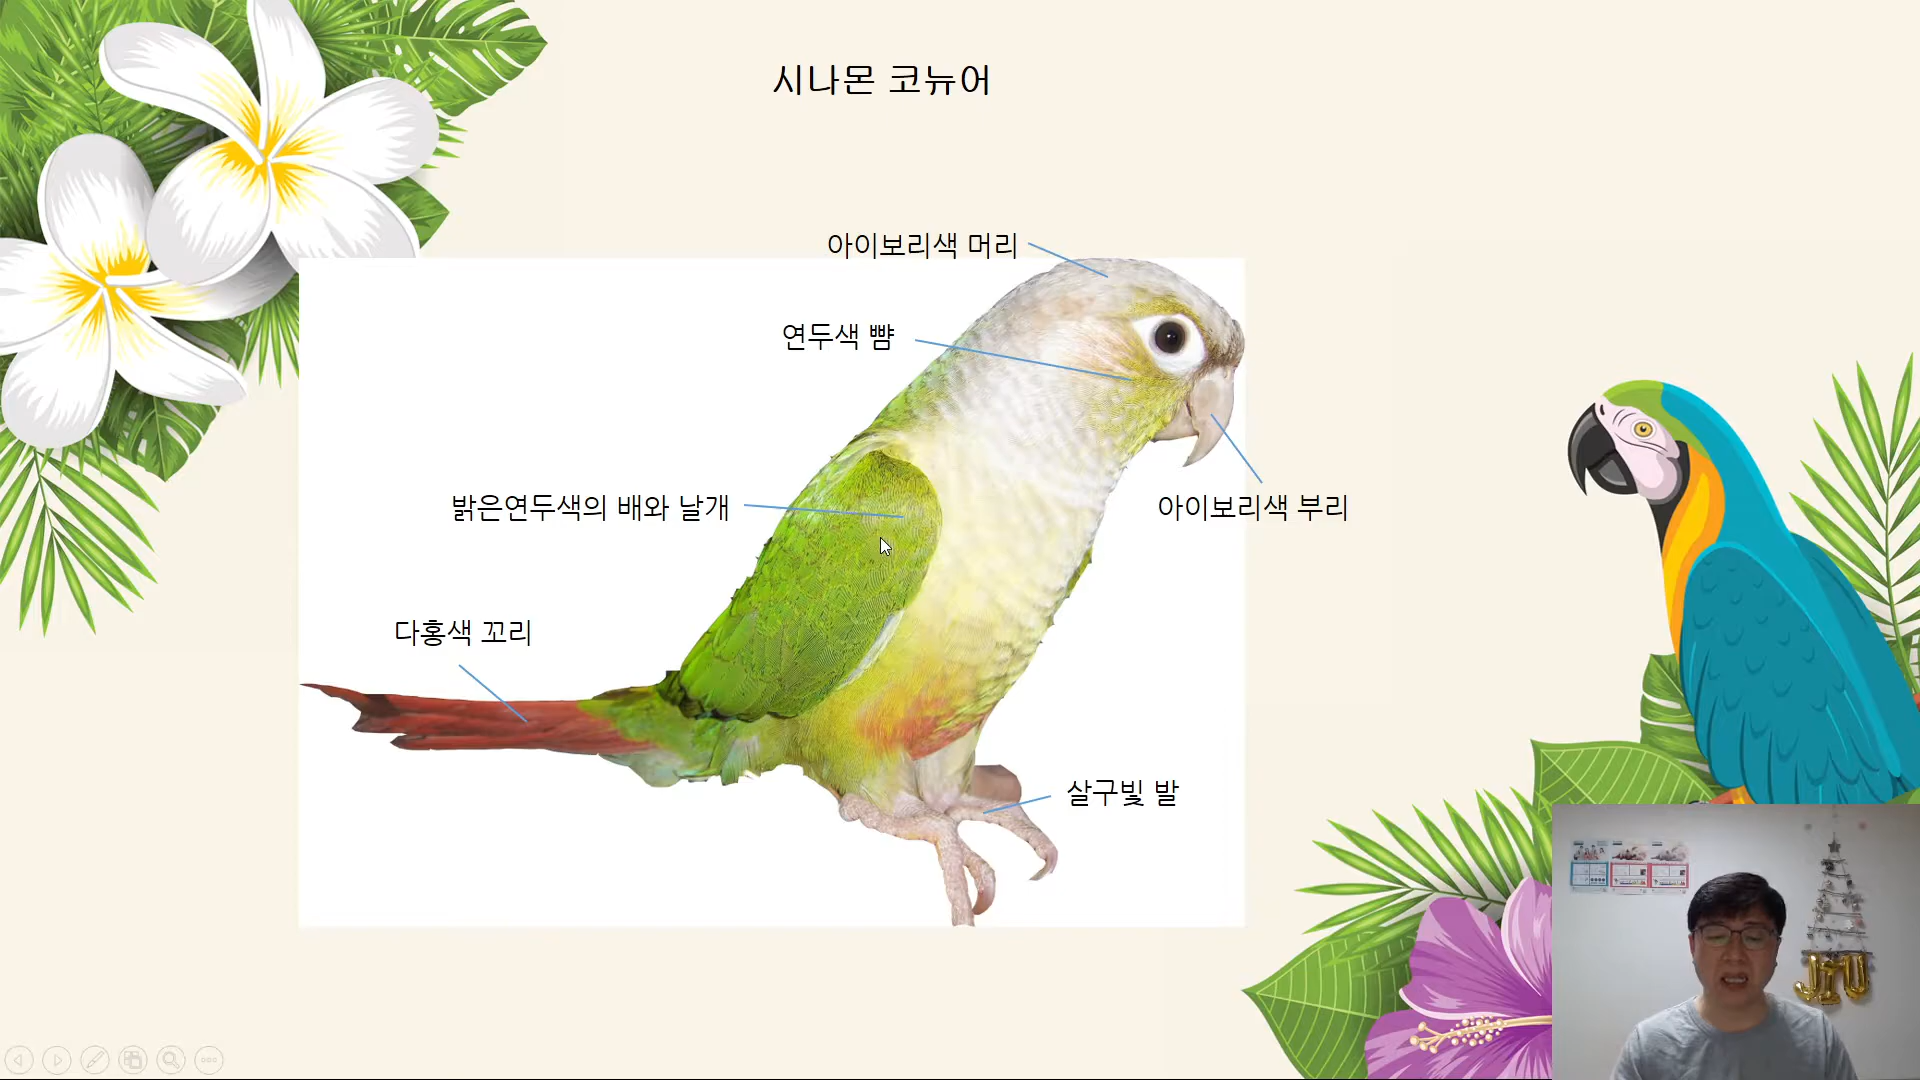 시나몬 코뉴어
아이보리색 머리
연두색 뺨
밝은연두색의 배와 날개
아이보리색 부리
다홍색 꼬리
살구빛 발